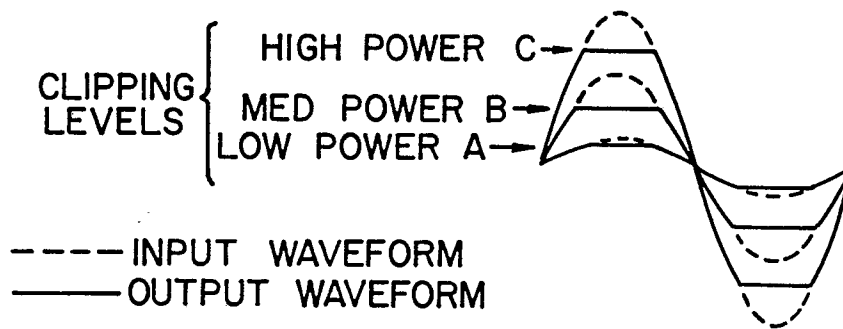 HIGH POWER C
CLIPPING
LEVELS
MED POWER B
LOW POWER A
INPUT WAVEFORM
OUTPUT WAVEFORM